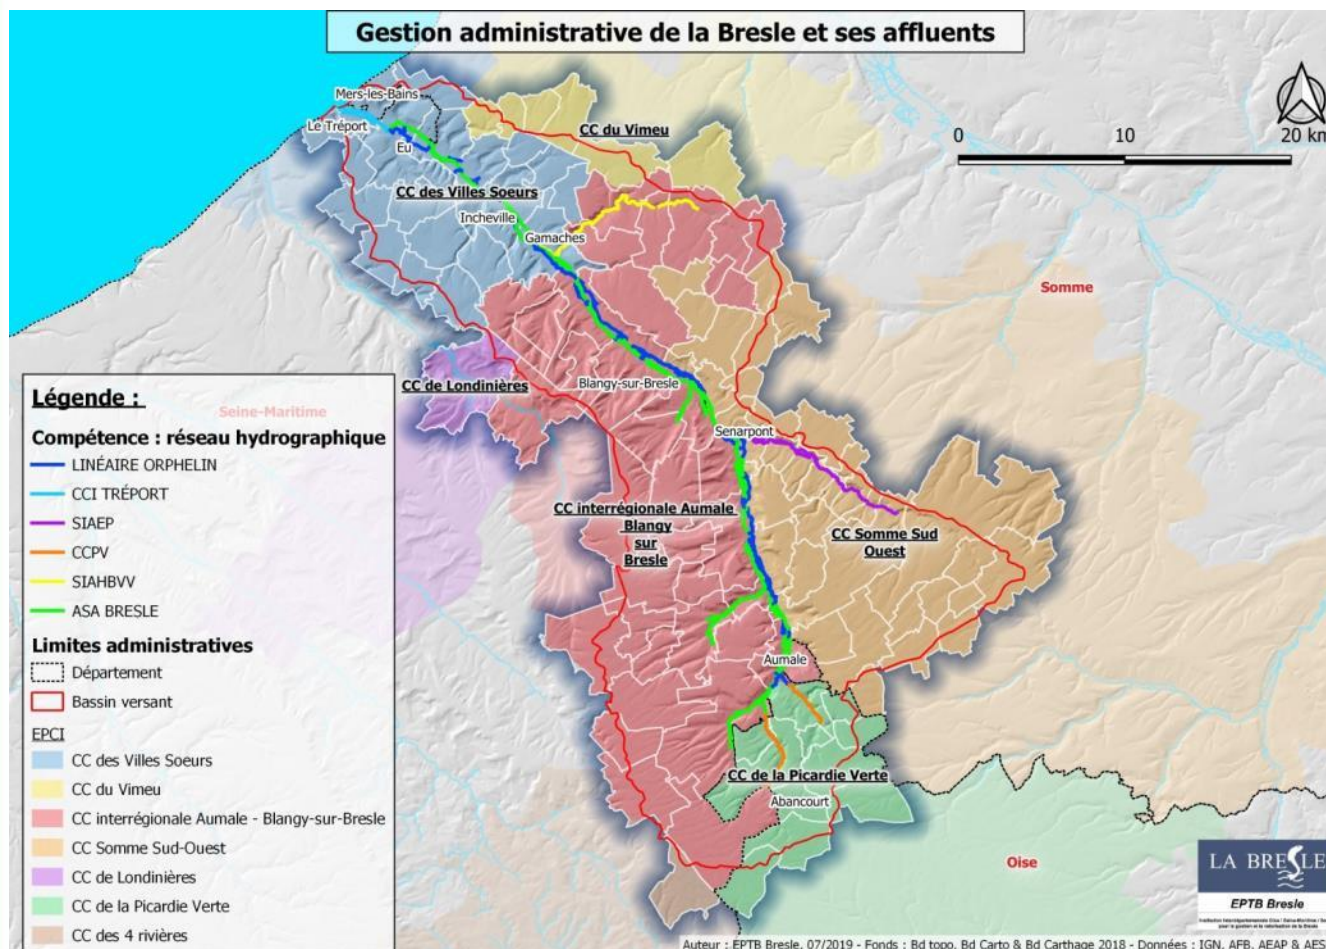 Gestion administrative de la Bresle et ses affluents
Mers-les-Bains
Le Tréport
CC du Vimeu
0 10 20 km
Eu
CC des Villes Soeurs
Incheville
Gamaches
Somme
CC de Londinières
Blangy-sur-Bresle
Seine-Maritime
Senarpont
CC interrégionale Aumale
Blangy
sur
Bresle
CC Somme Sud
Ouest
Aumale
CC de la Picardie Verte
Abancourt
Oise
Légende :
Compétence : réseau hydrographique
LINÉAIRE ORPHELIN
CCI TRÉPORT
SIAEP
CCPV
SIAHBVV
ASA BRESLE
Limites administratives
Département
Bassin versant
EPCI
CC des Villes Soeurs
CC du Vimeu
CC interrégionale Aumale - Blangy-sur-Bresle
CC Somme Sud-Ouest
CC de Londinières
CC de la Picardie Verte
CC des 4 rivières
LA BRESLE
EPTB Bresle
Auteur : EPTB Bresle, 07/2019 - Fonds : Bd topo, Bd Carto & Bd Carthage 2018 - Données : IGN, AFB, AEAP & AES